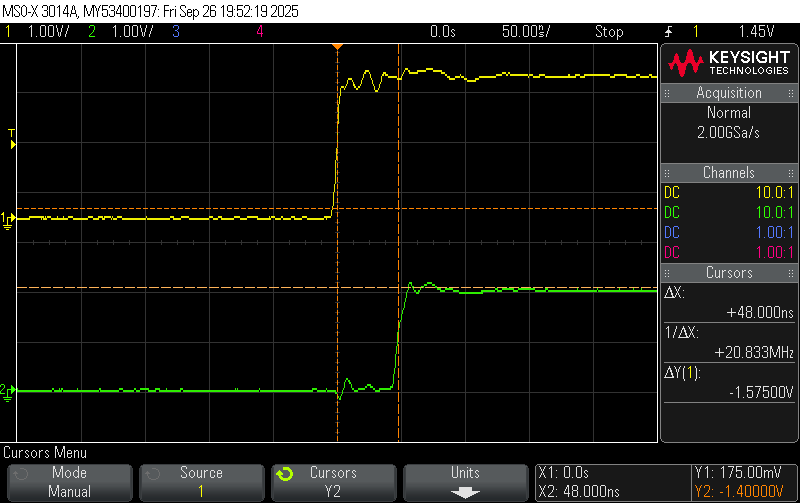 MSO-X 3014A, MY53400197: Fri Sep 26 19:52:19 2025
1 1.00V/ 2 1.00V/ 3 4 0.0s 50.00ns/ Stop 1 1.45V
KEYSIGHT
TECHNOLOGIES
Acquisition
Normal
2.00GSa/s
Channels
DC 10.0:1
DC 10.0:1
DC 1.00:1
DC 1.00:1
Cursors
ΔX:
+48.000ns
1/ΔX:
+20.833MHz
ΔY(1):
-1.57500V
T
1
2
Cursors Menu
Mode
Manual
Source
1
Cursors
Y2
Units
X1: 0.0s
X2: 48.000ns
Y1: 175.00mV
Y2: -1.40000V